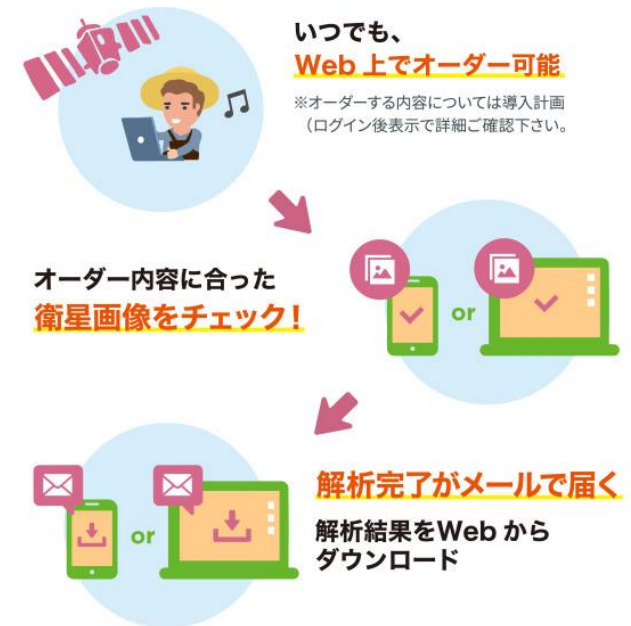 いつでも、
Web 上でオーダー可能
※オーダーする内容については導入計画
（ログイン後表示で詳細ご確認下さい。
オーダー内容に合った
衛星画像をチェック！
or
解析完了がメールで届く
解析結果をWeb から
ダウンロード
or